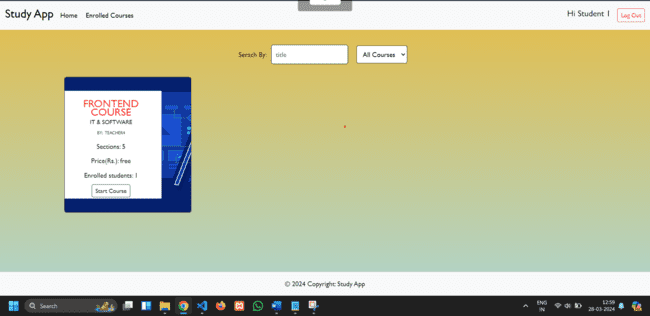 Study App Home Enrolled Courses Hi Student 1 Log Out
Serach By: title All Courses
FRONTEND
COURSE
IT & SOFTWARE
BY: TEACHER4
Sections: 5
Price(Rs.): free
Enrolled students: 1
Start Course
© 2024 Copyright: Study App
Search ENG 12:59
IN 28-03-2024